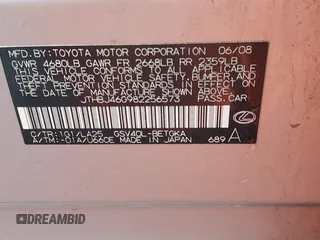 MFD.BY: TOYOTA MOTOR CORPORATION 06/08
GVWR 4680LB GAWR FR 2668LB RR 2359LB
THIS VEHICLE CONFORMS TO ALL APPLICABLE
FEDERAL MOTOR VEHICLE SAFETY, BUMPER, AND
THEFT PREVENTION STANDARDS IN EFFECT ON
THE DATE OF MANUFACTURE SHOWN ABOVE.
JTHBJ46G982256573
PASS.CAR
C/TR: 1G1/LA25 GSV40L-BETGKA
A/TM: -01A/U660E MADE IN JAPAN 689 A
DREAMBID